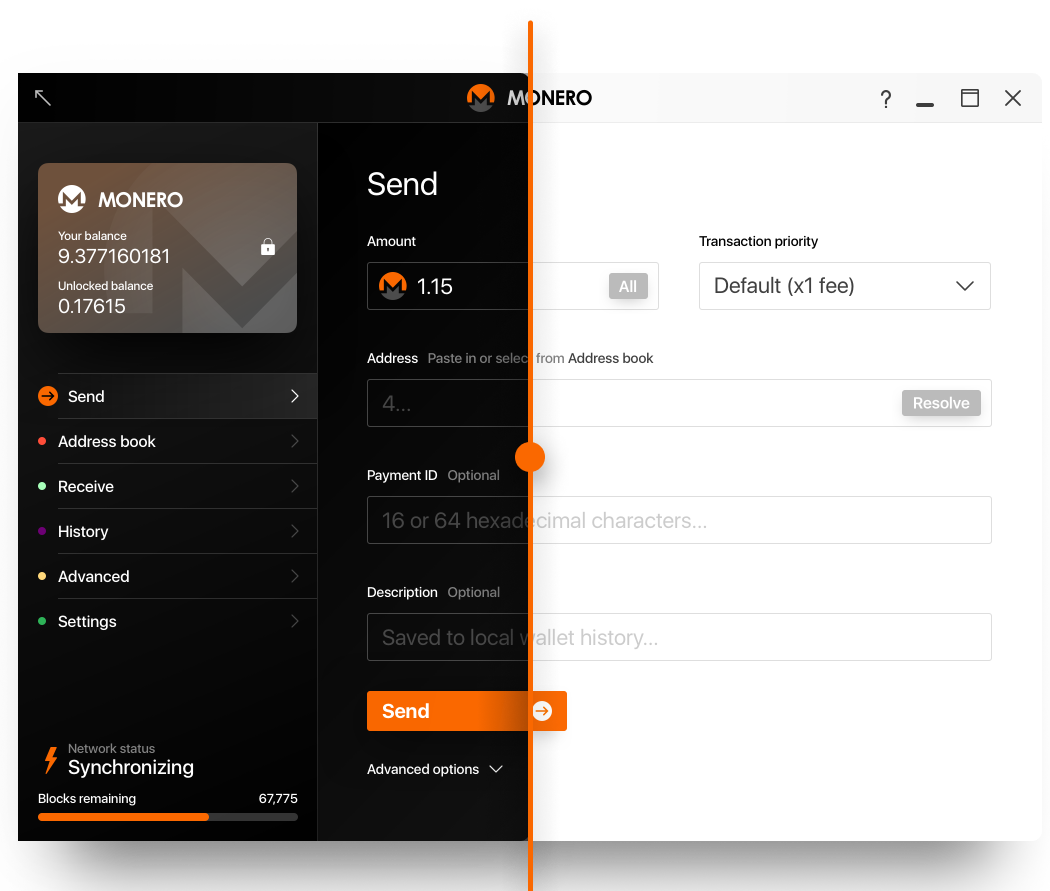 MONERO
?
MONERO
Your balance
9.377160181
Unlocked balance
0.17615
Send
Address book
Receive
History
Advanced
Settings
Network status
Synchronizing
Blocks remaining 67,775
Send
Amount
1.15 All
Transaction priority
Default (x1 fee)
Address Paste in or select from Address book
4... Resolve
Payment ID Optional
16 or 64 hexadecimal characters...
Description Optional
Saved to local wallet history...
Send
Advanced options